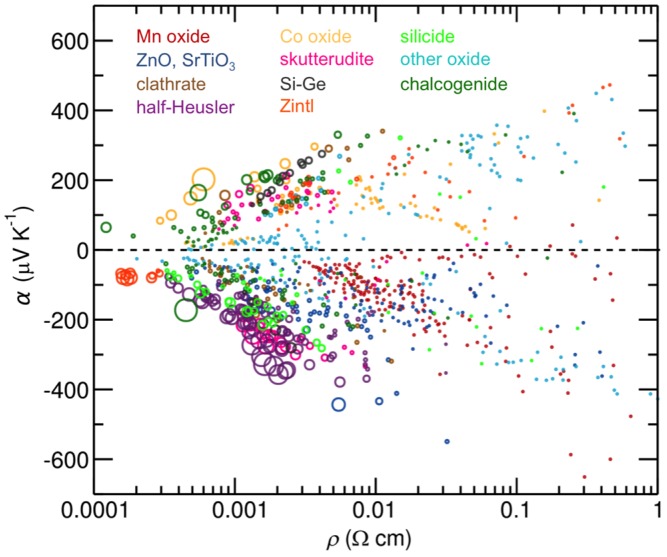 600
400
200
0
-200
-400
-600
α (μV K⁻¹)
Mn oxide
ZnO, SrTiO₃
clathrate
half-Heusler
Co oxide
skutterudite
Si-Ge
Zintl
silicide
other oxide
chalcogenide
0.0001 0.001 0.01 0.1 1
ρ (Ω cm)